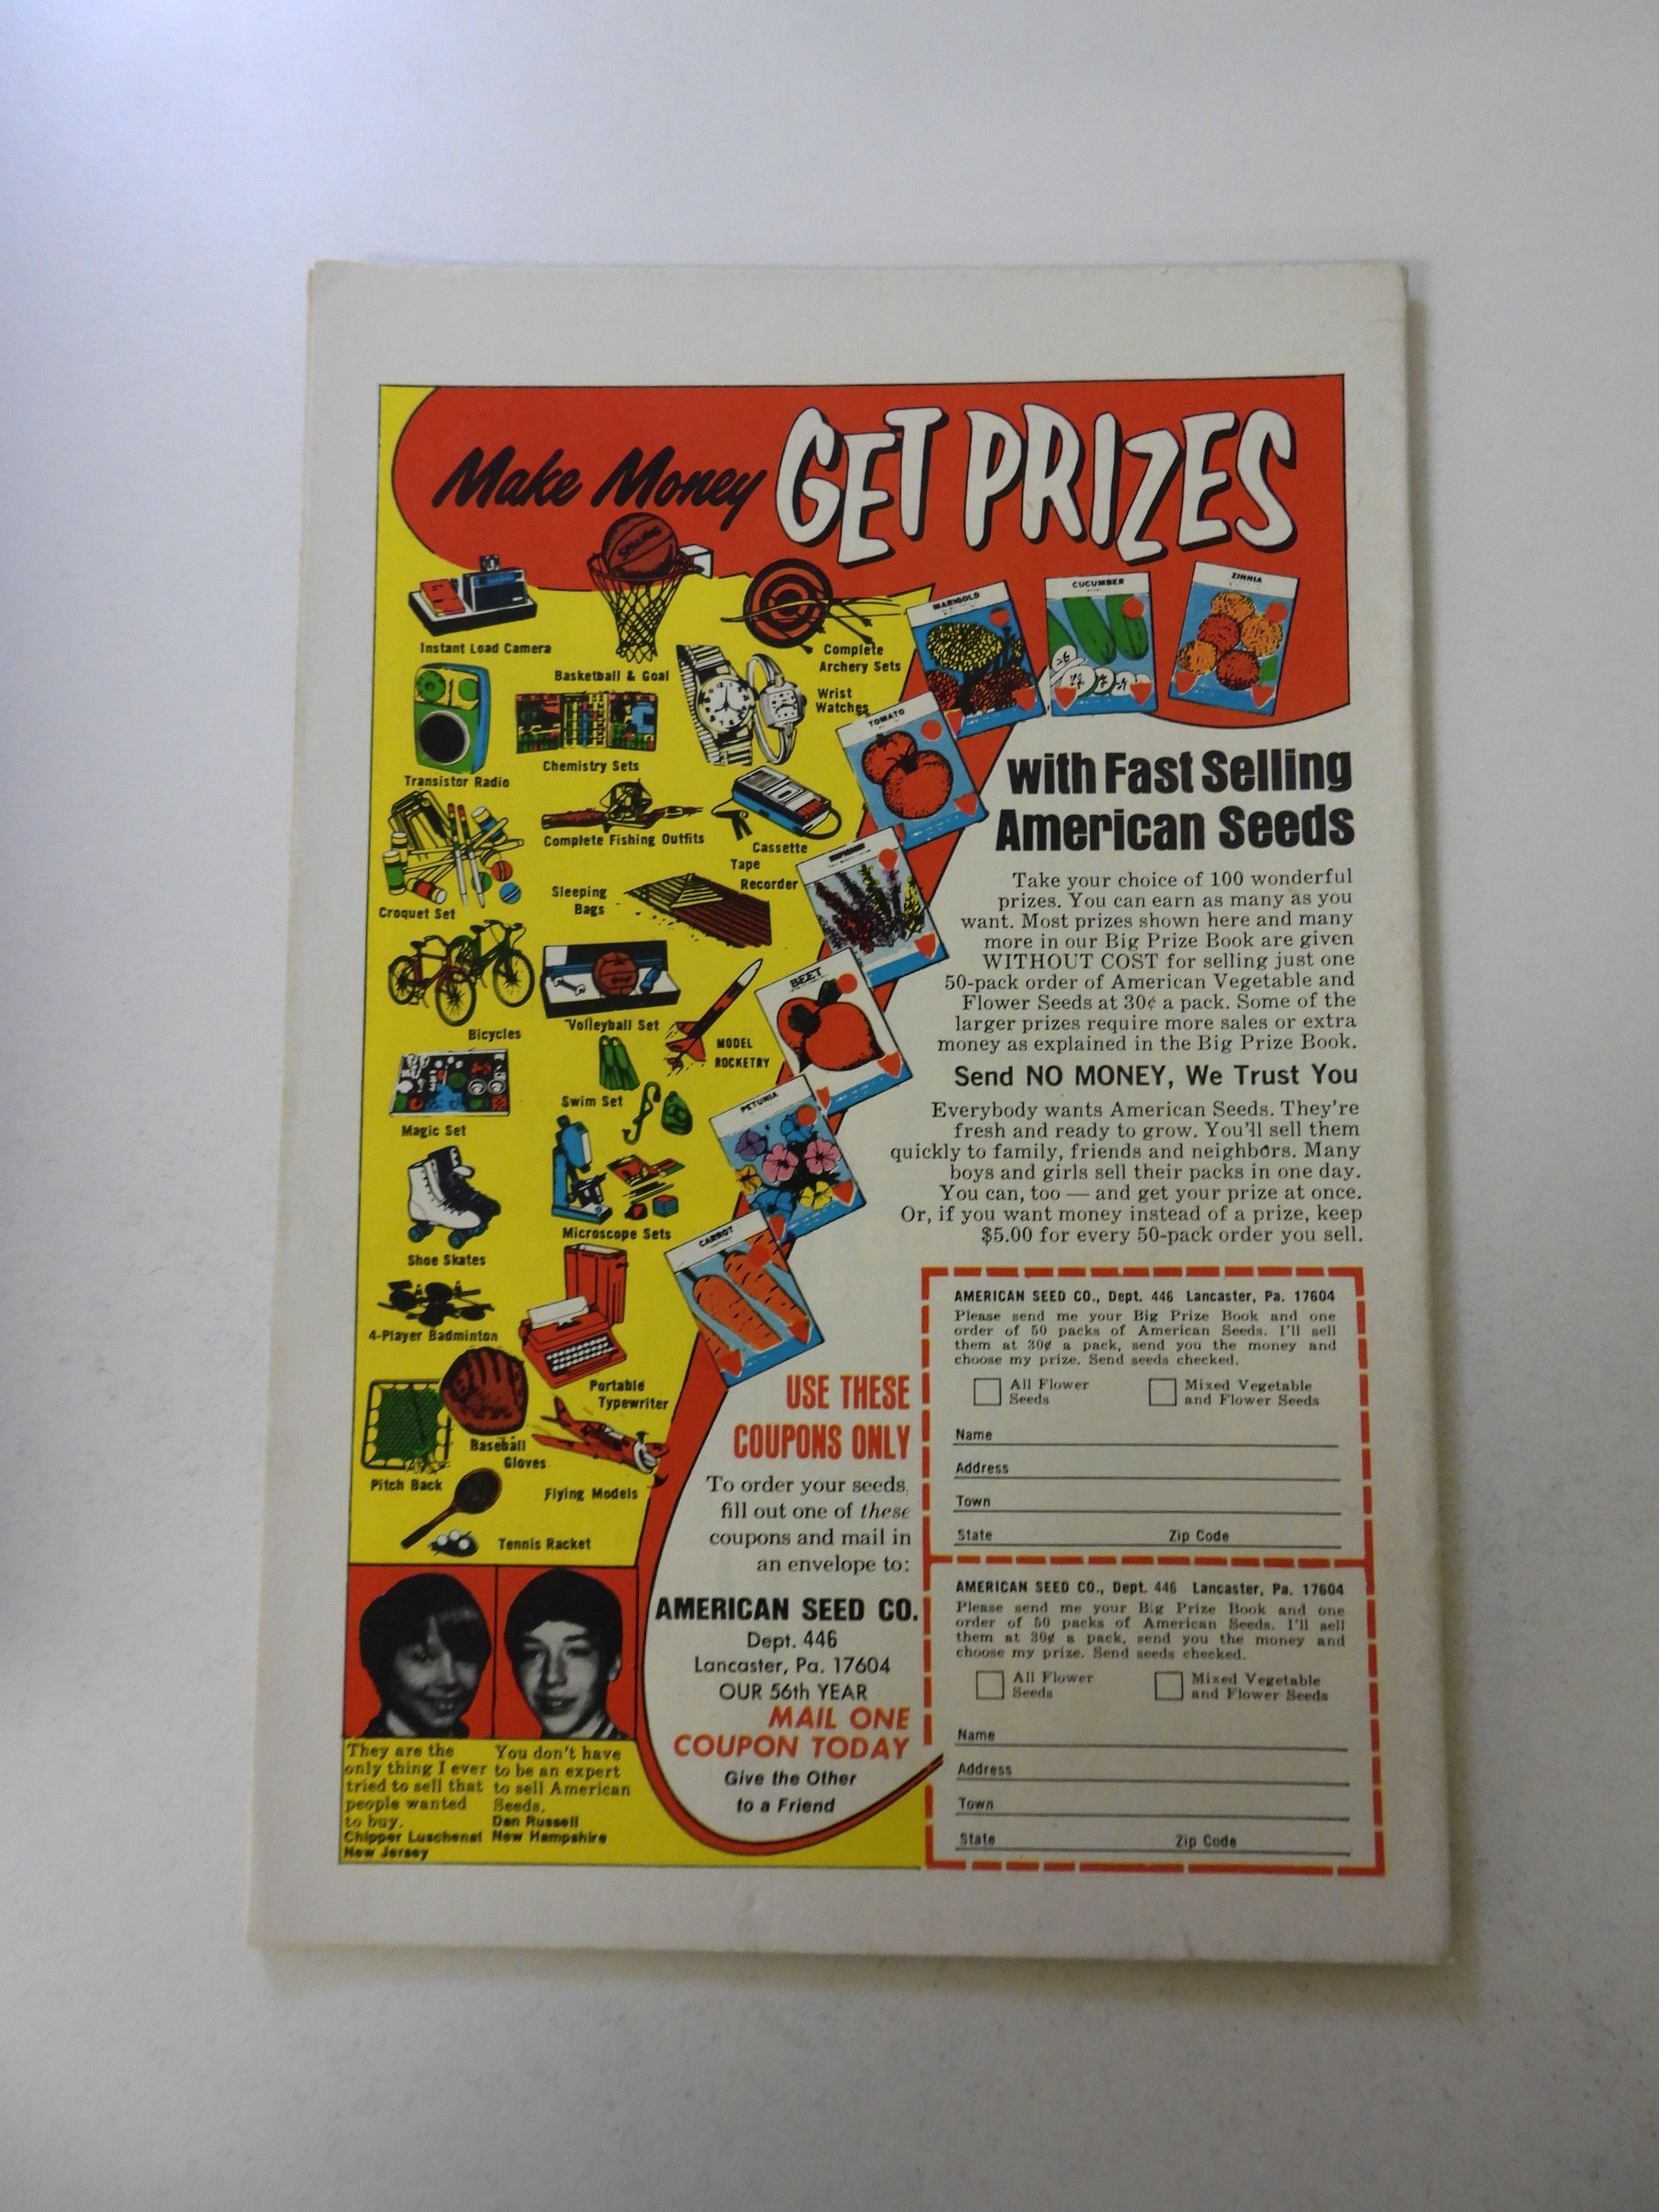 Make Money GET PRIZES
SPALDING
Instant Load Camera
Basketball & Goal
Complete
Archery Sets
Wrist
Watches
Transistor Radio
Chemistry Sets
Complete Fishing Outfits
Cassette
Tape
Recorder
Croquet Set
Sleeping
Bags
Bicycles
Volleyball Set
MODEL
ROCKETRY
Magic Set
Swim Set
Shoe Skates
Microscope Sets
4-Player Badminton
Portable
Typewriter
Pitch Back
Baseball
Gloves
Flying Models
Tennis Racket
MARIGOLD
CUCUMBER
ZINNIA
TOMATO
BEET
PETUNIA
CARROT
with Fast Selling
American Seeds
Take your choice of 100 wonderful
prizes. You can earn as many as you
want. Most prizes shown here and many
more in our Big Prize Book are given
WITHOUT COST for selling just one
50-pack order of American Vegetable and
Flower Seeds at 30¢ a pack. Some of the
larger prizes require more sales or extra
money as explained in the Big Prize Book.
Send NO MONEY, We Trust You
Everybody wants American Seeds. They're
fresh and ready to grow. You'll sell them
quickly to family, friends and neighbors. Many
boys and girls sell their packs in one day.
You can, too — and get your prize at once.
Or, if you want money instead of a prize, keep
$5.00 for every 50-pack order you sell.
USE THESE
COUPONS ONLY
To order your seeds,
fill out one of these
coupons and mail in
an envelope to:
AMERICAN SEED CO.
Dept. 446
Lancaster, Pa. 17604
OUR 56th YEAR
MAIL ONE
COUPON TODAY
Give the Other
to a Friend
AMERICAN SEED CO., Dept. 446 Lancaster, Pa. 17604
Please send me your Big Prize Book and one
order of 50 packs of American Seeds. I'll sell
them at 30¢ a pack, send you the money and
choose my prize. Send seeds checked.
All Flower
Seeds
Mixed Vegetable
and Flower Seeds
Name
Address
Town
State Zip Code
AMERICAN SEED CO., Dept. 446 Lancaster, Pa. 17604
Please send me your Big Prize Book and one
order of 50 packs of American Seeds. I'll sell
them at 30¢ a pack, send you the money and
choose my prize. Send seeds checked.
All Flower
Seeds
Mixed Vegetable
and Flower Seeds
Name
Address
Town
State Zip Code
They are the
only thing I ever
tried to sell that
people wanted
to buy.
Chipper Luschenat
New Jersey
You don't have
to be an expert
to sell American
Seeds.
Dan Russell
New Hampshire